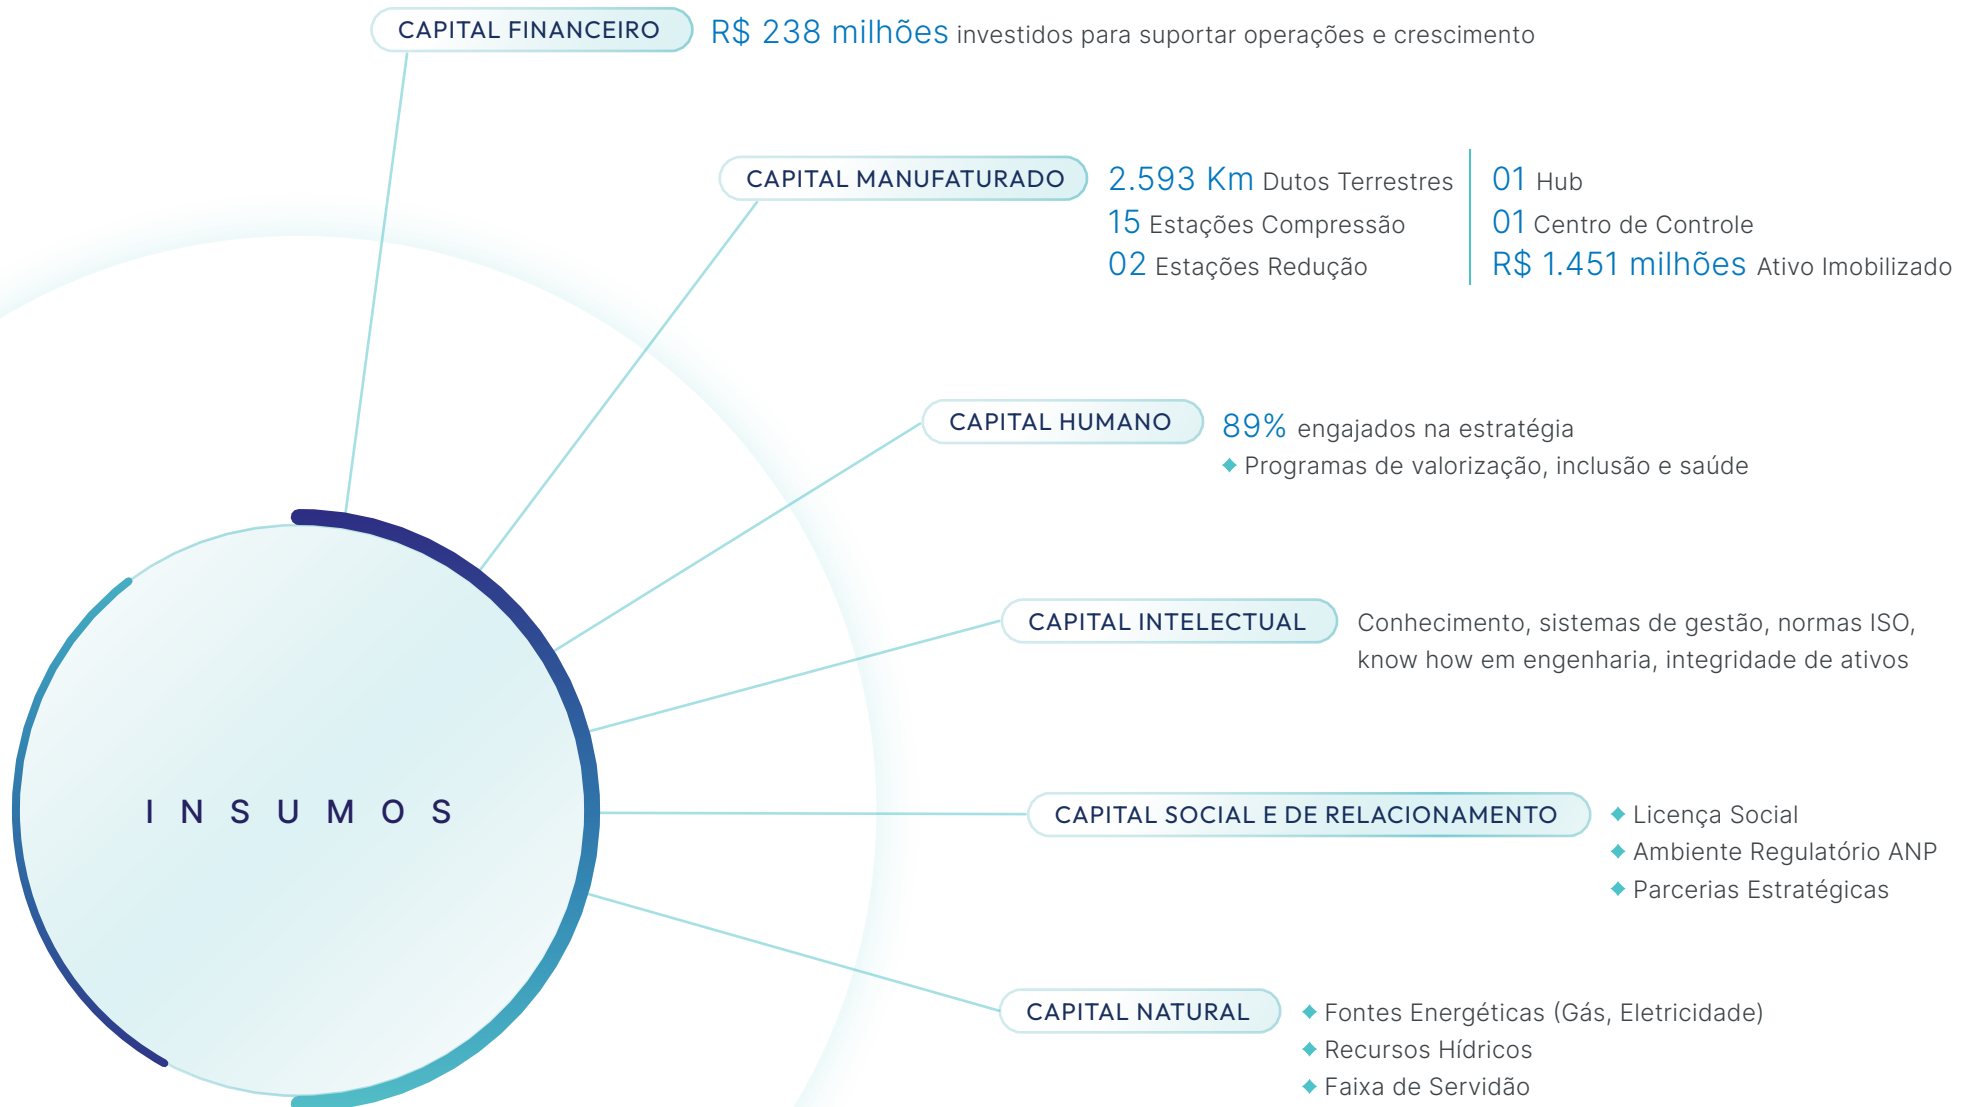 CAPITAL FINANCEIRO R$ 238 milhões investidos para suportar operações e crescimento
CAPITAL MANUFATURADO
2.593 Km Dutos Terrestres
15 Estações Compressão
02 Estações Redução
01 Hub
01 Centro de Controle
R$ 1.451 milhões Ativo Imobilizado
CAPITAL HUMANO
89% engajados na estratégia
Programas de valorização, inclusão e saúde
CAPITAL INTELECTUAL
Conhecimento, sistemas de gestão, normas ISO,
know how em engenharia, integridade de ativos
INSUMOS
CAPITAL SOCIAL E DE RELACIONAMENTO
Licença Social
Ambiente Regulatório ANP
Parcerias Estratégicas
CAPITAL NATURAL
Fontes Energéticas (Gás, Eletricidade)
Recursos Hídricos
Faixa de Servidão